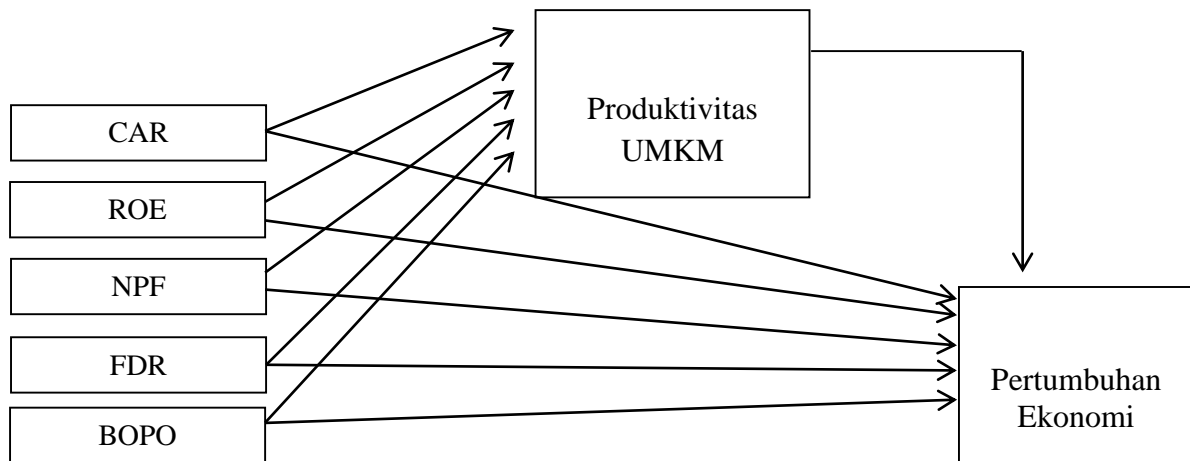 Produktivitas
UMKM
CAR
ROE
NPF
FDR
BOPO
Pertumbuhan
Ekonomi